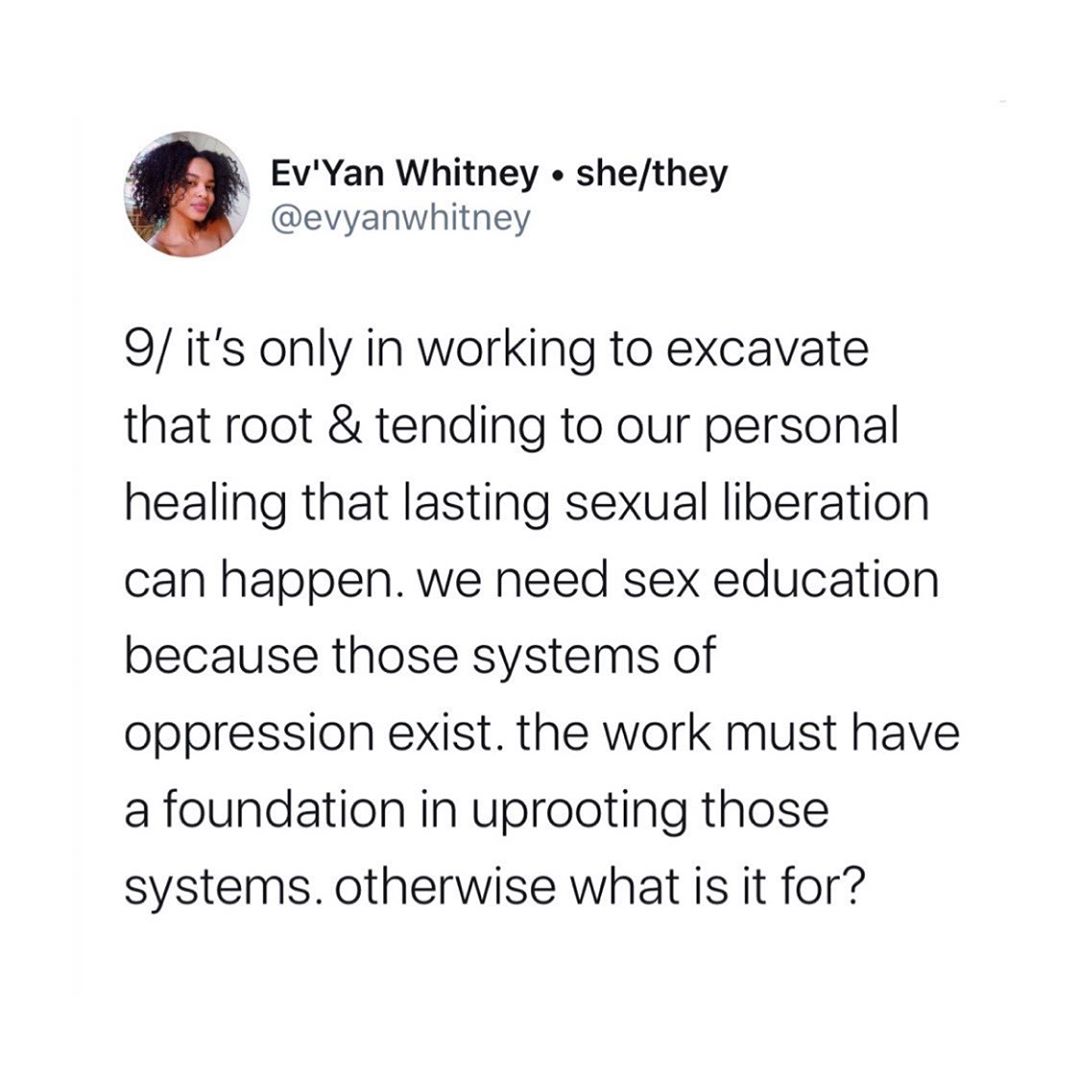 Ev'Yan Whitney • she/they
@evyanwhitney
9/ it’s only in working to excavate
that root & tending to our personal
healing that lasting sexual liberation
can happen. we need sex education
because those systems of
oppression exist. the work must have
a foundation in uprooting those
systems. otherwise what is it for?